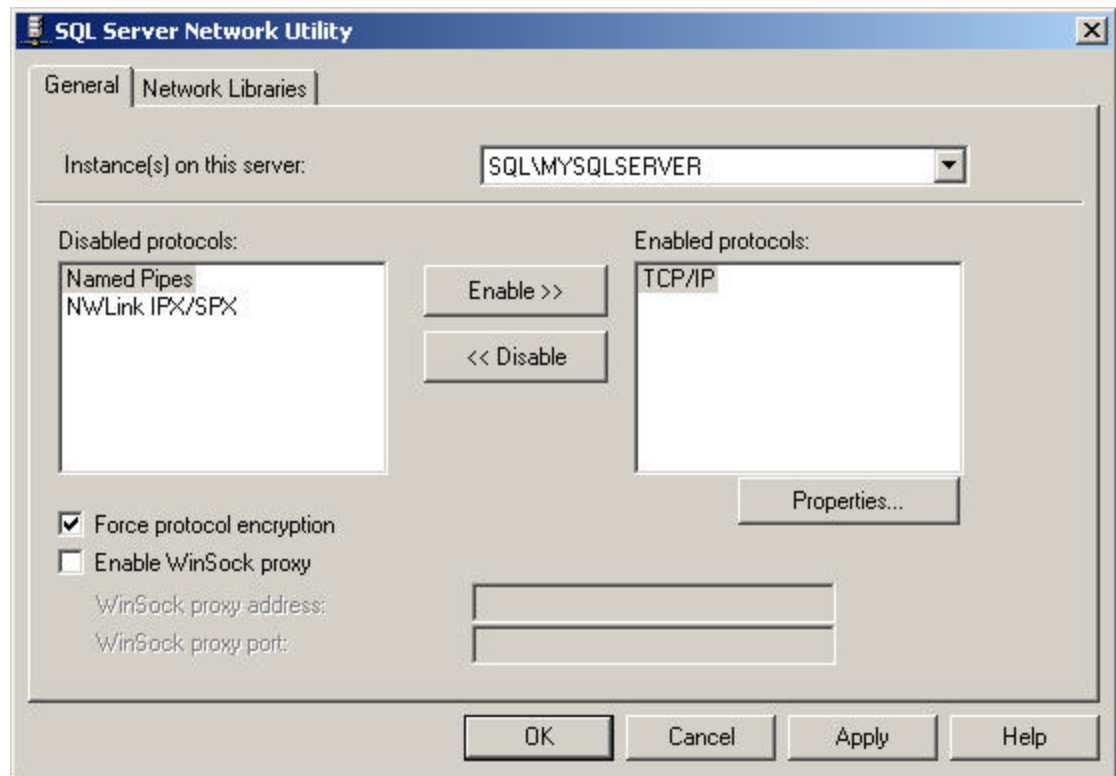 SQL Server Network Utility
General
Network Libraries
Instance(s) on this server:
SQL\MYSQLSERVER
Disabled protocols:
Enabled protocols:
Named Pipes
NWLink IPX/SPX
Enable >>
<< Disable
TCP/IP
Properties...
Force protocol encryption
Enable WinSock proxy
WinSock proxy address:
WinSock proxy port:
OK
Cancel
Apply
Help